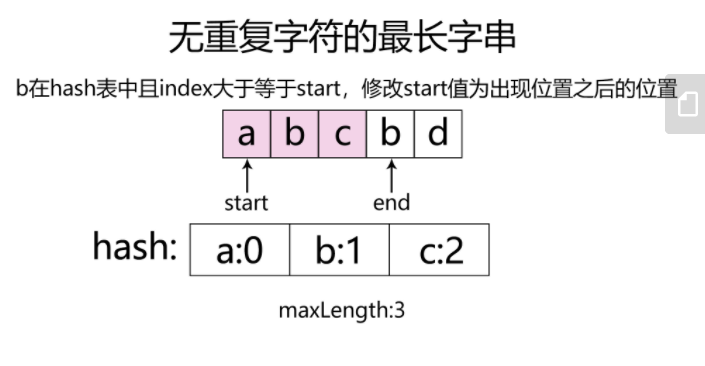 无重复字符的最长字串
b在hash表中且index大于等于start，修改start值为出现位置之后的位置
a b c b d
start end
hash: a:0 b:1 c:2
maxLength:3